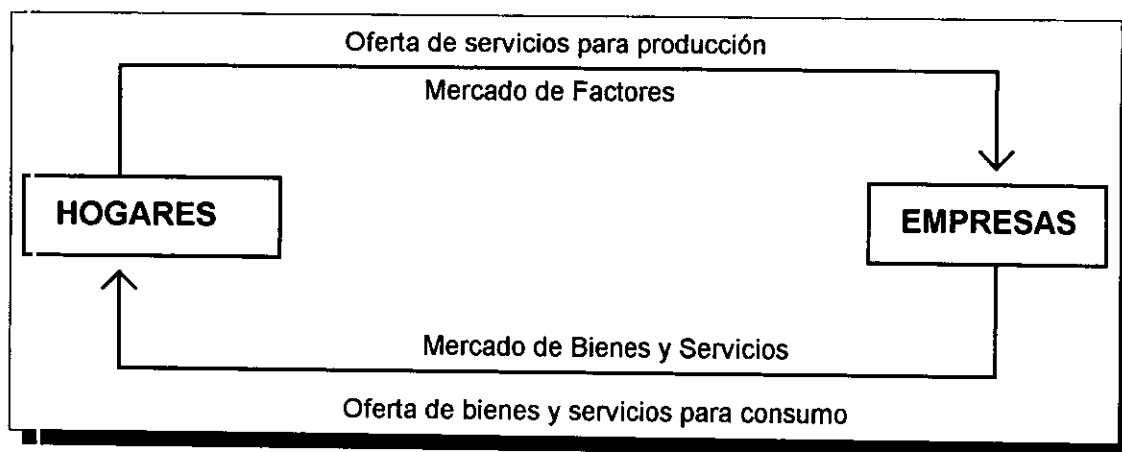 Oferta de servicios para producción
Mercado de Factores
HOGARES
EMPRESAS
Mercado de Bienes y Servicios
Oferta de bienes y servicios para consumo